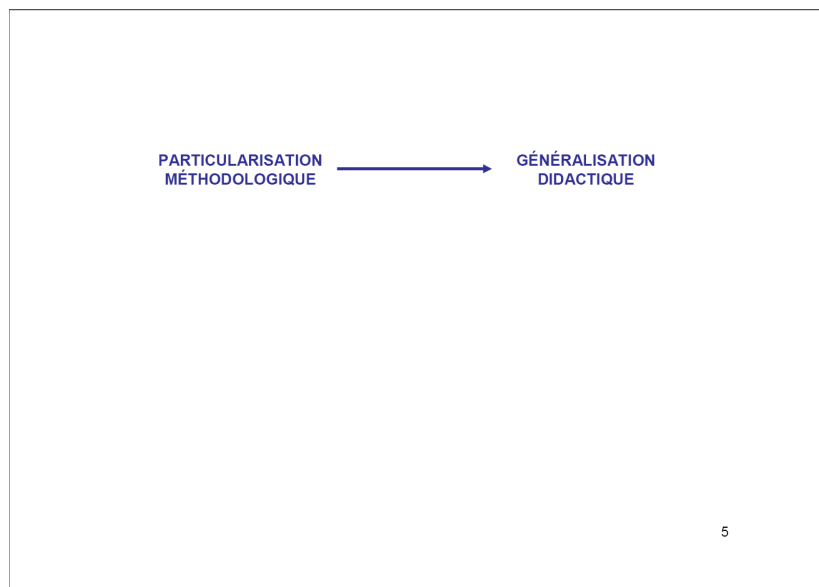 PARTICULARISATION
MÉTHODOLOGIQUE
GÉNÉRALISATION
DIDACTIQUE
5